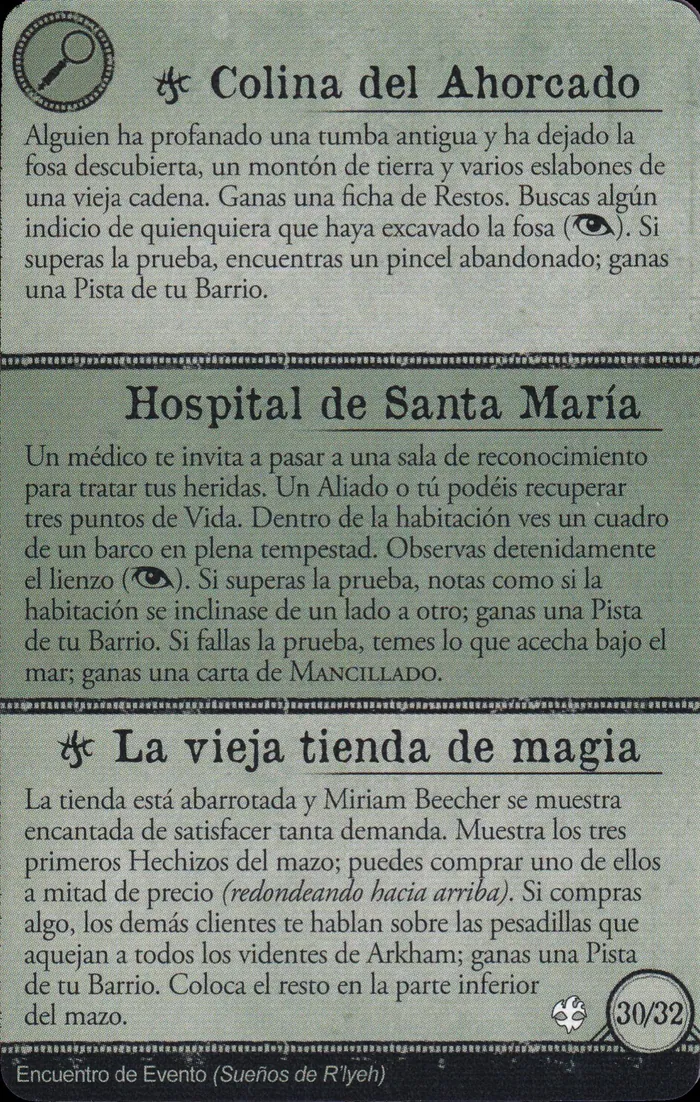 Colina del Ahorcado
Alguien ha profanado una tumba antigua y ha dejado la
fosa descubierta, un montón de tierra y varios eslabones de
una vieja cadena. Ganas una ficha de Restos. Buscas algún
indicio de quienquiera que haya excavado la fosa (). Si
superas la prueba, encuentras un pincel abandonado; ganas
una Pista de tu Barrio.
Hospital de Santa María
Un médico te invita a pasar a una sala de reconocimiento
para tratar tus heridas. Un Aliado o tú podéis recuperar
tres puntos de Vida. Dentro de la habitación ves un cuadro
de un barco en plena tempestad. Observas detenidamente
el lienzo (). Si superas la prueba, notas como si la
habitación se inclinase de un lado a otro; ganas una Pista
de tu Barrio. Si fallas la prueba, temes lo que acecha bajo el
mar; ganas una carta de MANCILLADO.
La vieja tienda de magia
La tienda está abarrotada y Miriam Beecher se muestra
encantada de satisfacer tanta demanda. Muestra los tres
primeros Hechizos del mazo; puedes comprar uno de ellos
a mitad de precio (redondeando hacia arriba). Si compras
algo, los demás clientes te hablan sobre las pesadillas que
aquejan a todos los videntes de Arkham; ganas una Pista
de tu Barrio. Coloca el resto en la parte inferior
del mazo.
30/32
Encuentro de Evento (Sueños de R'lyeh)